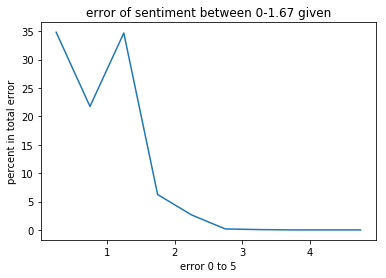 error of sentiment between 0-1.67 given
percent in total error
35
30
25
20
15
10
5
0
1 2 3 4
error 0 to 5